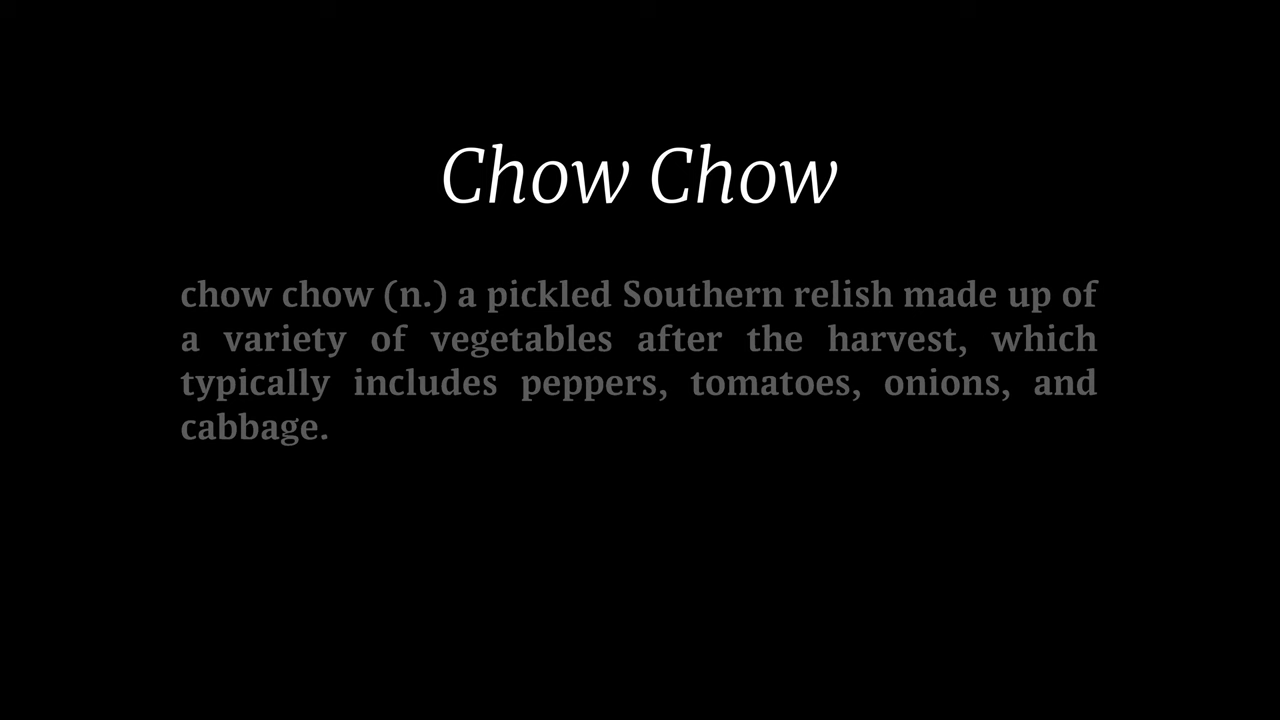 Chow Chow
chow chow (n.) a pickled Southern relish made up of
a variety of vegetables after the harvest, which
typically includes peppers, tomatoes, onions, and
cabbage.